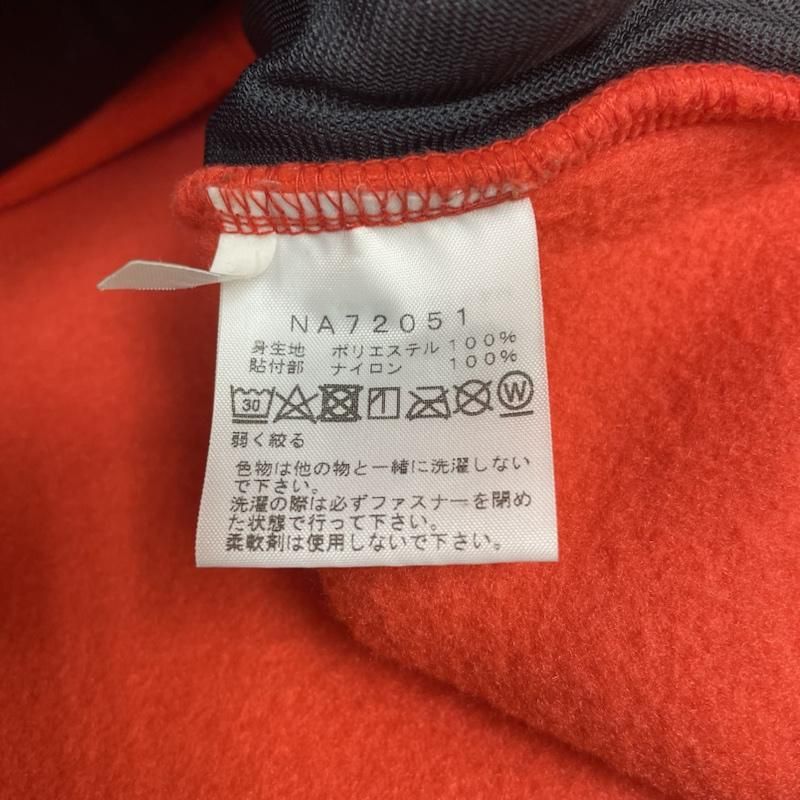 NA72051
身生地 ポリエステル 100%
貼付部 ナイロン 100%
30 W
弱く絞る
色物は他の物と一緒に洗濯しない
で下さい。
洗濯の際は必ずファスナーを閉め
た状態で行って下さい。
柔軟剤は使用しないで下さい。